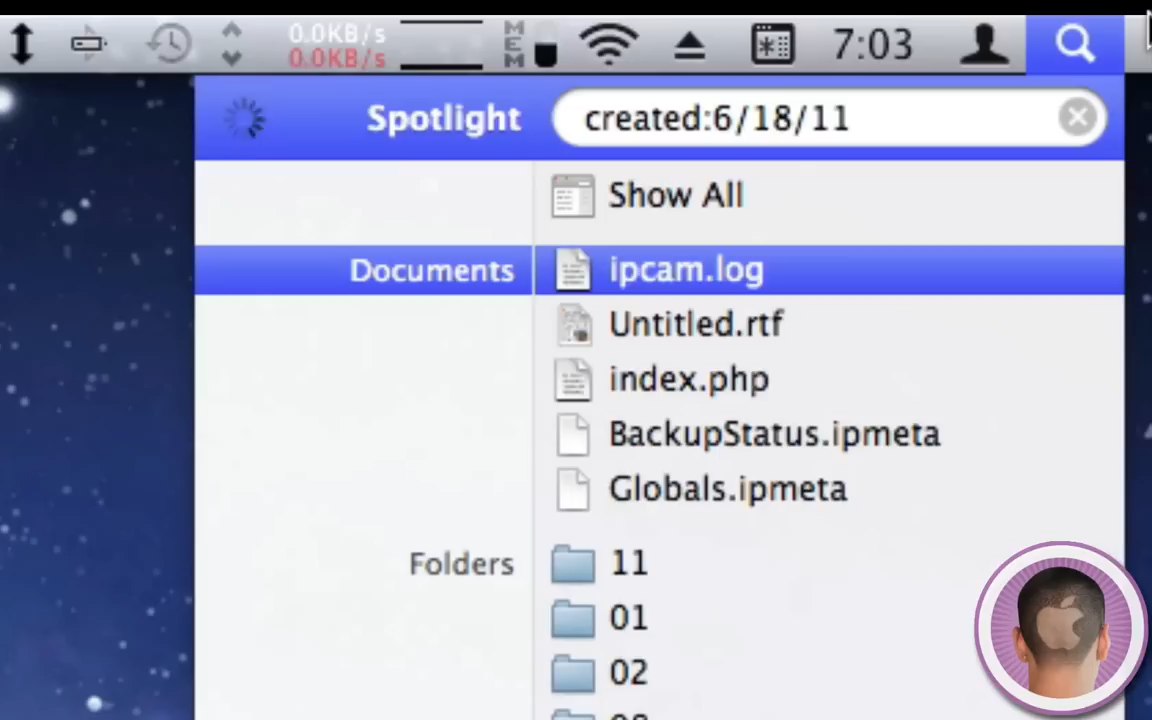 0.0KB/s
0.0KB/s
MEM
7:03
Spotlight created:6/18/11
Show All
Documents ipcam.log
Untitled.rtf
index.php
BackupStatus.ipmeta
Globals.ipmeta
Folders 11
01
02